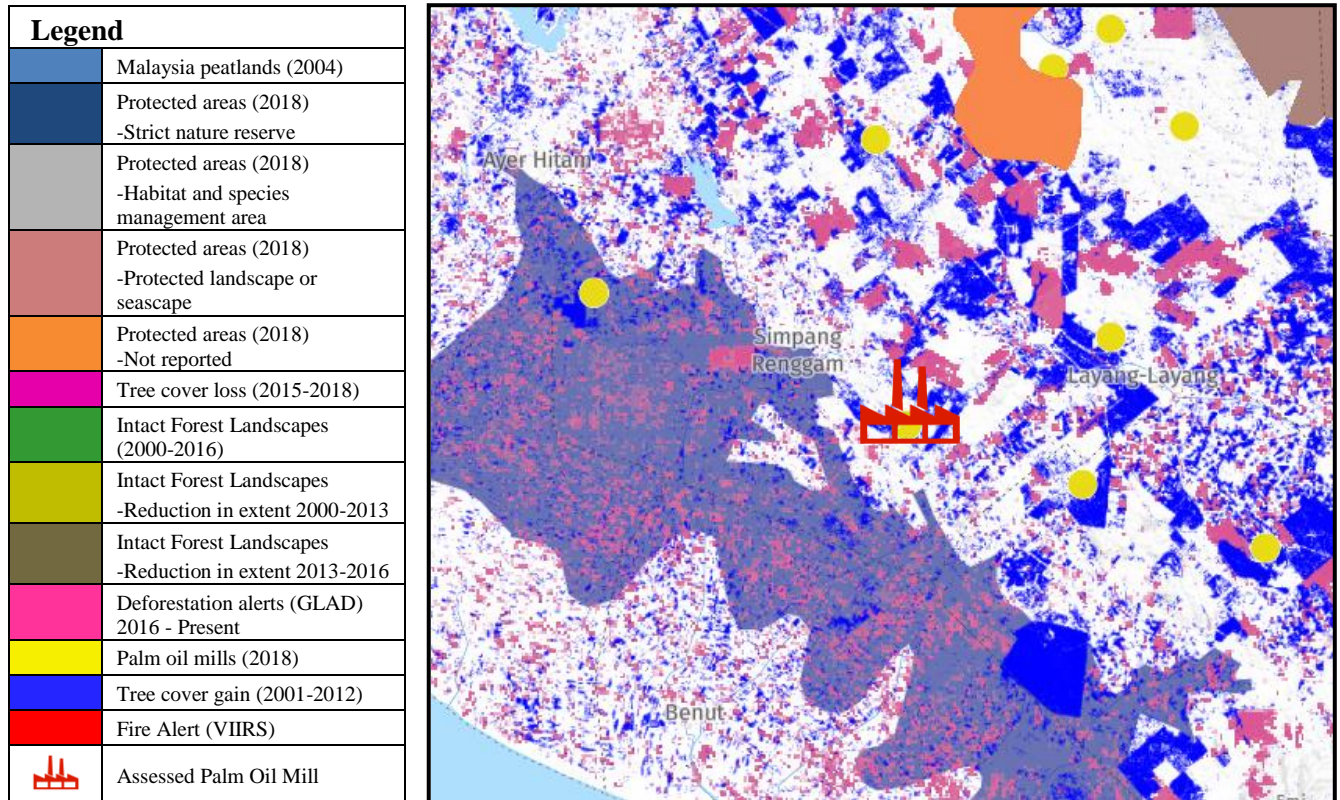 Legend
Malaysia peatlands (2004)
Protected areas (2018)
-Strict nature reserve
Protected areas (2018)
-Habitat and species
management area
Protected areas (2018)
-Protected landscape or
seascape
Protected areas (2018)
-Not reported
Tree cover loss (2015-2018)
Intact Forest Landscapes
(2000-2016)
Intact Forest Landscapes
-Reduction in extent 2000-2013
Intact Forest Landscapes
-Reduction in extent 2013-2016
Deforestation alerts (GLAD)
2016 - Present
Palm oil mills (2018)
Tree cover gain (2001-2012)
Fire Alert (VIIRS)
Assessed Palm Oil Mill
Ayer Hitam
Simpang
Renggam
Layang-Layang
Benut